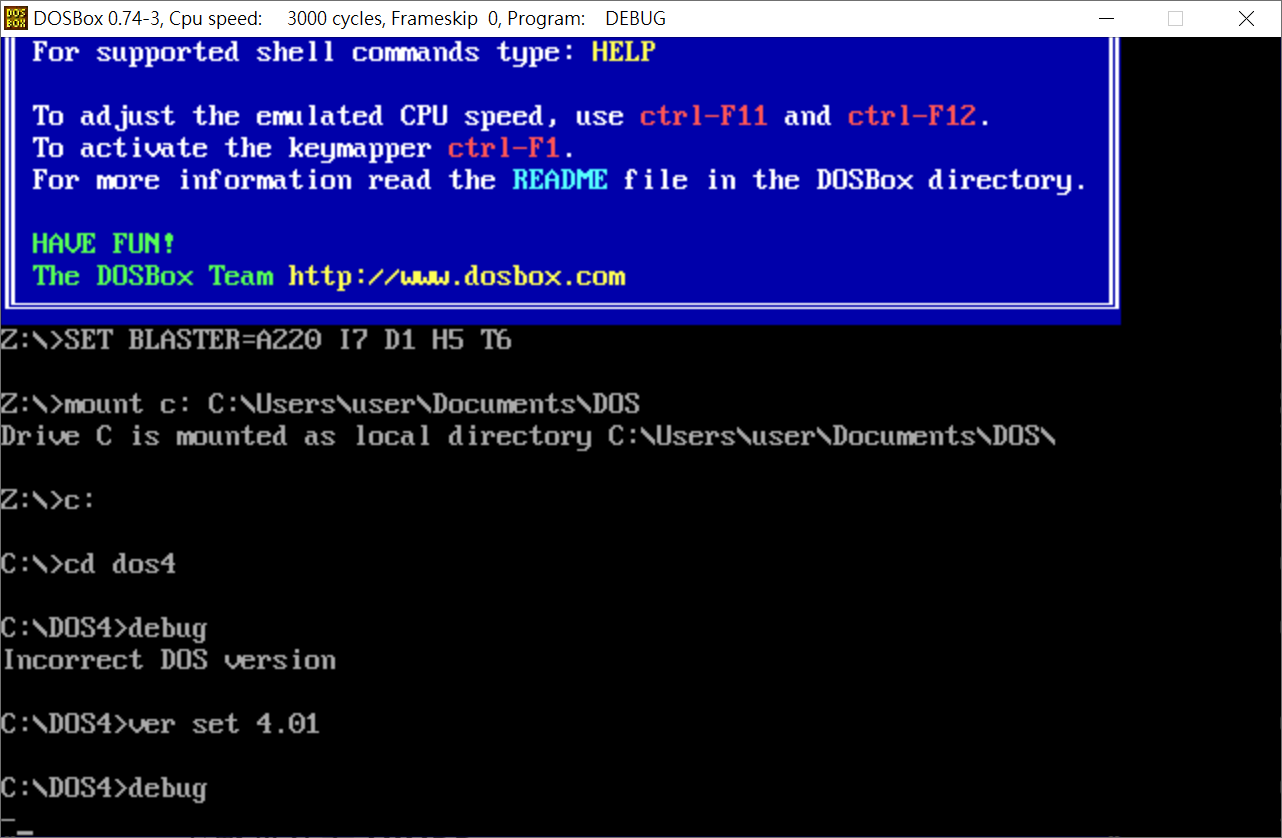 DOSBox 0.74-3, Cpu speed: 3000 cycles, Frameskip 0, Program: DEBUG
For supported shell commands type: HELP
To adjust the emulated CPU speed, use ctrl-F11 and ctrl-F12.
To activate the keymapper ctrl-F1.
For more information read the README file in the DOSBox directory.
HAVE FUN!
The DOSBox Team http://www.dosbox.com
Z:\>SET BLASTER=A220 I7 D1 H5 T6
Z:\>mount c: C:\Users\user\Documents\DOS
Drive C is mounted as local directory C:\Users\user\Documents\DOS\
Z:\>c:
C:\>cd dos4
C:\DOS4>debug
Incorrect DOS version
C:\DOS4>ver set 4.01
C:\DOS4>debug
-_